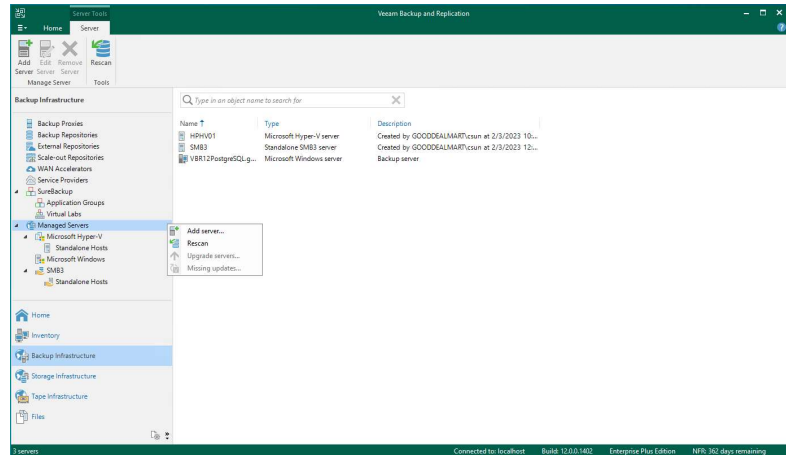 Server Tools
Veeam Backup and Replication
Home Server
Add Server
Edit Server
Remove Server
Rescan
Manage Server
Tools
Backup Infrastructure
Type in an object name to search for
Backup Proxies
Backup Repositories
External Repositories
Scale-out Repositories
WAN Accelerators
Service Providers
SureBackup
Application Groups
Virtual Labs
Managed Servers
Microsoft Hyper-V
Standalone Hosts
Microsoft Windows
SMB3
Standalone Hosts
Name Type Description
HPHV01 Microsoft Hyper-V server Created by GOODDEALMART\csun at 2/3/2023 10:...
SMB3 Standalone SMB3 server Created by GOODDEALMART\csun at 2/3/2023 12:...
VBR12PostgreSQL.g... Microsoft Windows server Backup server
Add server...
Rescan
Upgrade servers...
Missing updates...
Home
Inventory
Backup Infrastructure
Storage Infrastructure
Tape Infrastructure
Files
3 servers
Connected to: localhost Build: 12.0.0.1402 Enterprise Plus Edition NFR: 362 days remaining